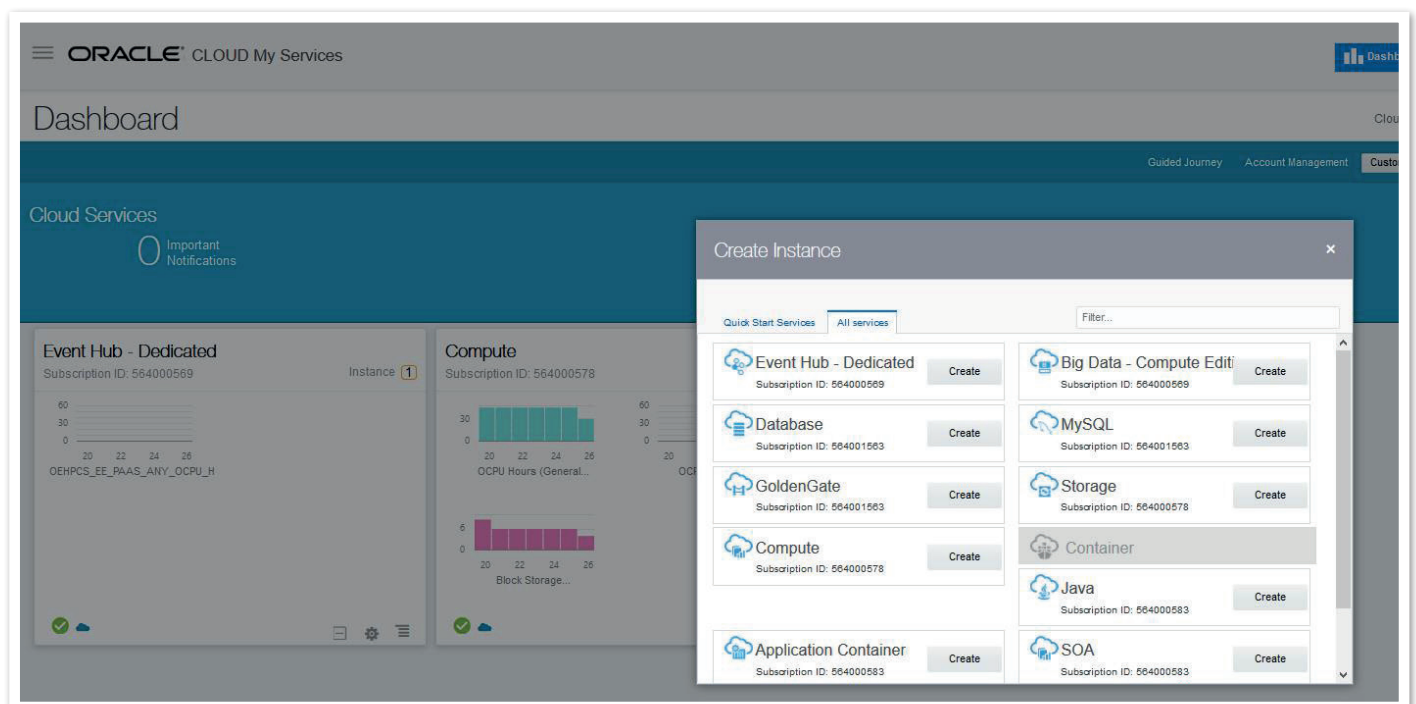 ORACLE® CLOUD My Services
Dashb
Dashboard
Clou
Guided Journey Account Management Custo
Cloud Services
0 Important
Notifications
Event Hub - Dedicated
Subscription ID: 564000569 Instance 1
60
30
0
20 22 24 26
OEHPCS_EE_PAAS_ANY_OCPU_H
Compute
Subscription ID: 564000578
30
0
20 22 24 26
OCPU Hours (General...
60
30
0
20
OCP
6
0
20 22 24 26
Block Storage...
Create Instance ×
Quick Start Services All services Filter...
Event Hub - Dedicated Create
Subscription ID: 564000569
Big Data - Compute Editi Create
Subscription ID: 564000569
Database Create
Subscription ID: 564001563
MySQL Create
Subscription ID: 564001563
GoldenGate Create
Subscription ID: 564001563
Storage Create
Subscription ID: 564000578
Compute Create
Subscription ID: 564000578
Container
Java Create
Subscription ID: 564000583
Application Container Create
Subscription ID: 564000583
SOA Create
Subscription ID: 564000583